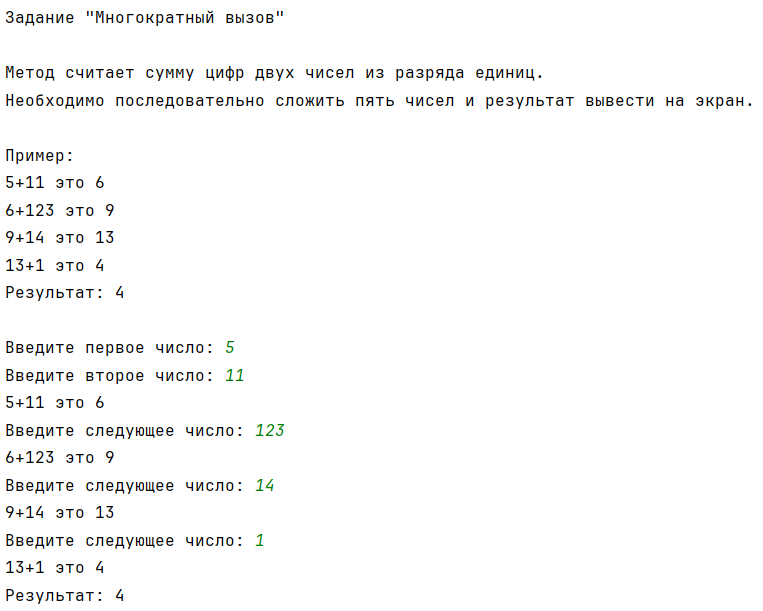 Задание "Многократный вызов"
Метод считает сумму цифр двух чисел из разряда единиц.
Необходимо последовательно сложить пять чисел и результат вывести на экран.
Пример:
5+11 это 6
6+123 это 9
9+14 это 13
13+1 это 4
Результат: 4
Введите первое число: 5
Введите второе число: 11
5+11 это 6
Введите следующее число: 123
6+123 это 9
Введите следующее число: 14
9+14 это 13
Введите следующее число: 1
13+1 это 4
Результат: 4